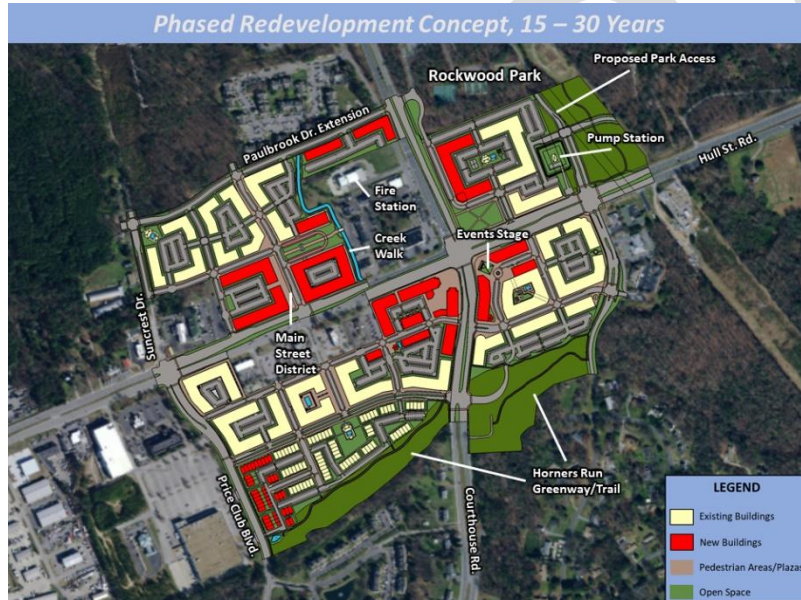 Phased Redevelopment Concept, 15 – 30 Years
Rockwood Park
Proposed Park Access
Pump Station
Hull St. Rd.
Paulbrook Dr. Extension
Fire
Station
Creek
Walk
Events Stage
Suncrest Dr.
Main
Street
District
Horners Run
Greenway/Trail
Price Club Blvd.
Courthouse Rd.
LEGEND
Existing Buildings
New Buildings
Pedestrian Areas/Plazas
Open Space